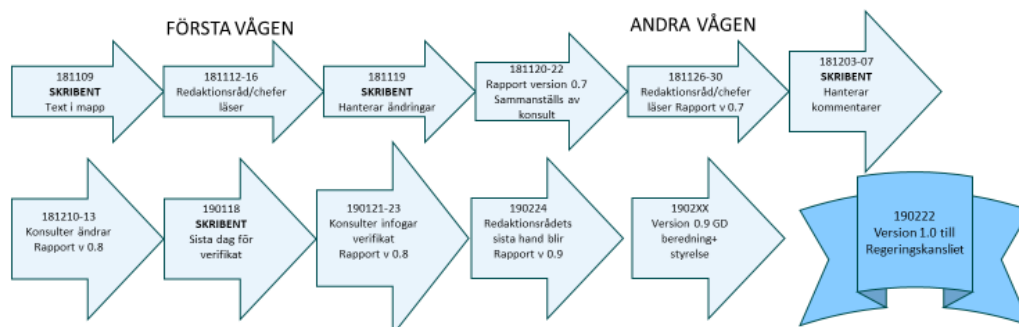 FÖRSTA VÅGEN
ANDRA VÅGEN
181109
SKRIBENT
Text i mapp
181112-16
Redaktionsråd/chefer
läser
181119
SKRIBENT
Hanterar ändringar
181120-22
Rapport version 0.7
Sammanställs av
konsult
181126-30
Redaktionsråd/chefer
läser Rapport v 0.7
181203-07
SKRIBENT
Hanterar
kommentarer
181210-13
Konsulter ändrar
Rapport v 0.8
190118
SKRIBENT
Sista dag för
verifikat
190121-23
Konsulter infogar
verifikat
Rapport v 0.8
190224
Redaktionsrådets
sista hand blir
Rapport v 0.9
1902XX
Version 0.9 GD
beredning+
styrelse
190222
Version 1.0 till
Regeringskansliet